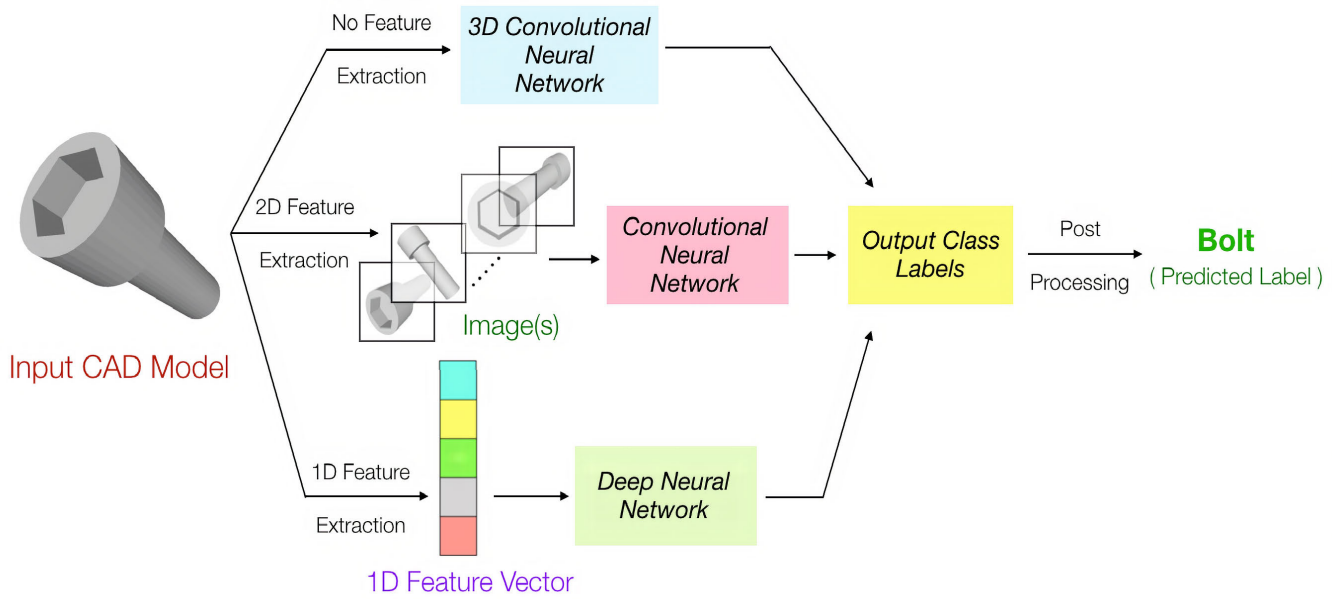 No Feature
Extraction
3D Convolutional
Neural
Network
Input CAD Model
2D Feature
Extraction
Image(s)
Convolutional
Neural
Network
Output Class
Labels
Post
Processing
Bolt
( Predicted Label )
1D Feature
Extraction
1D Feature Vector
Deep Neural
Network